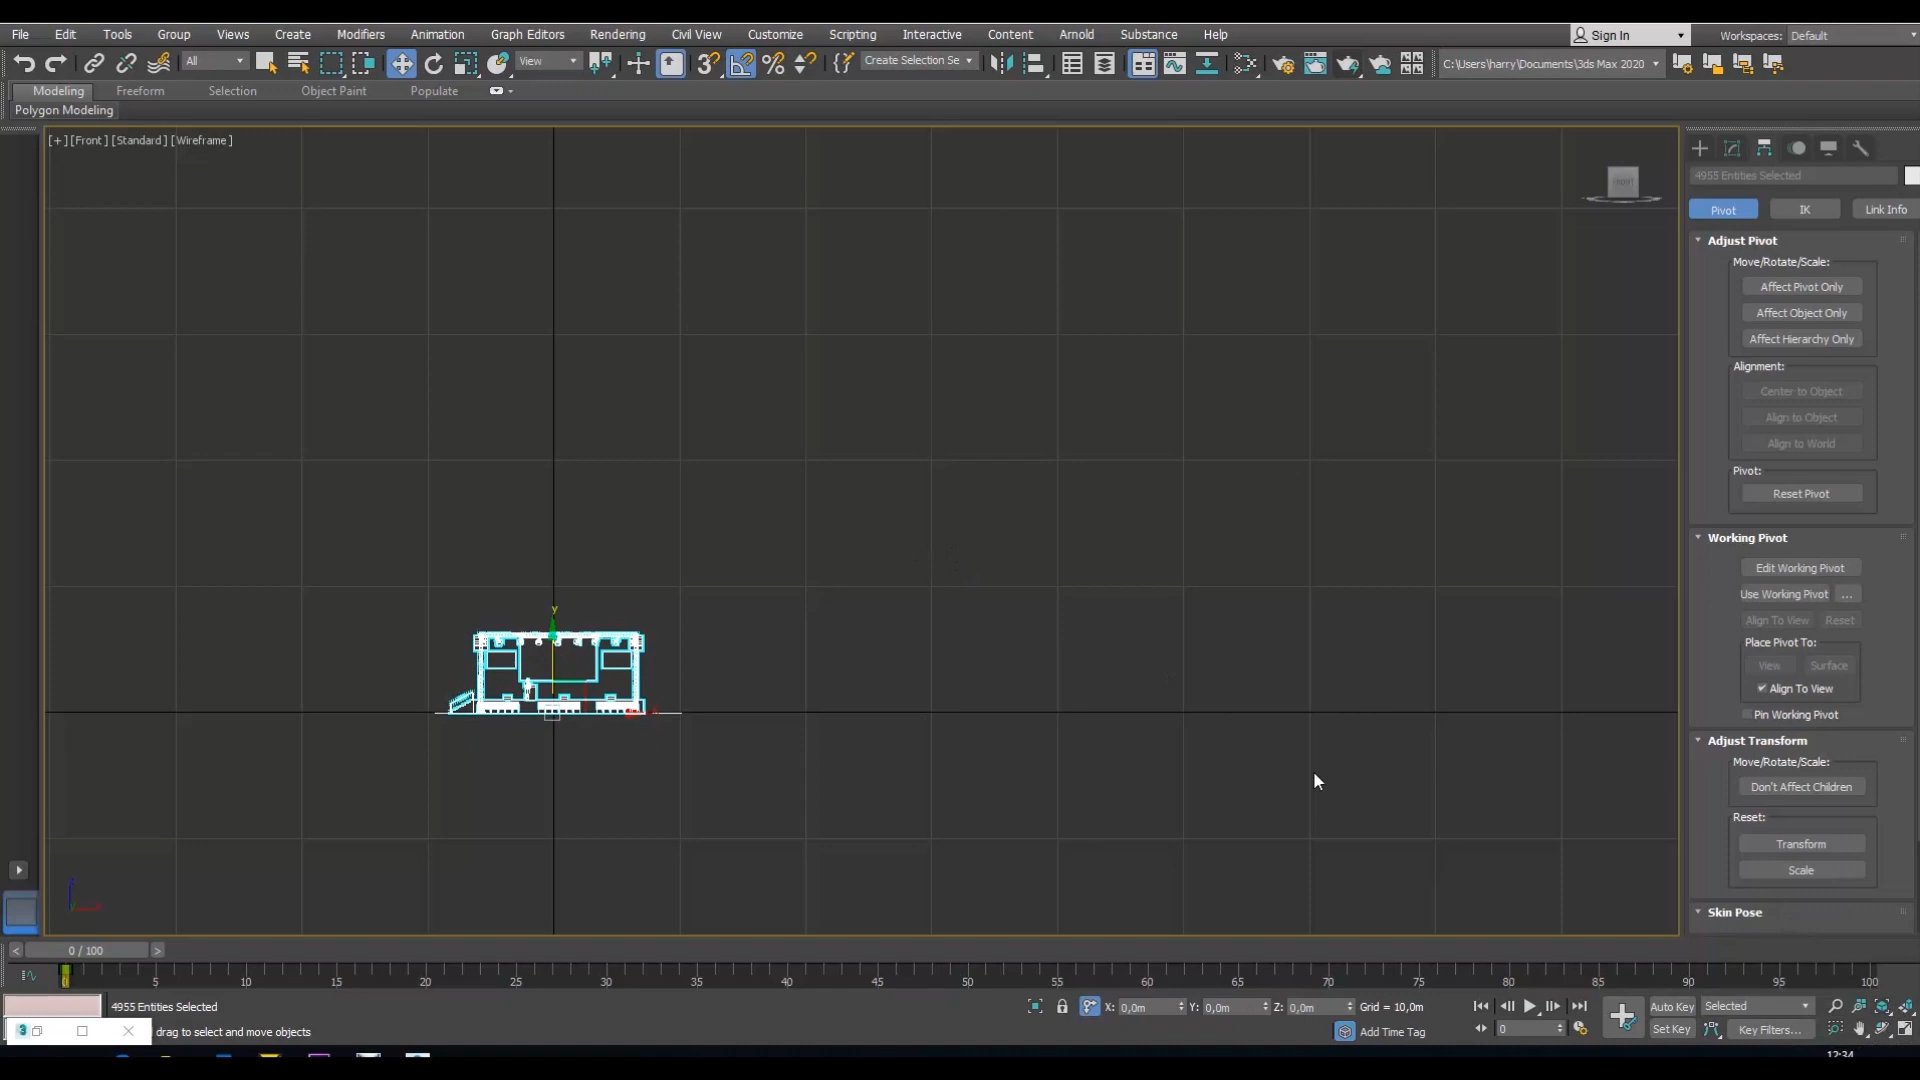 File Edit Tools Group Views Create Modifiers Animation Graph Editors Rendering Civil View Customize Scripting Interactive Content Arnold Substance Help Sign In Workspaces: Default
All View Create Selection Se C:\Users\harry\Documents\3ds Max 2020
Modeling Freeform Selection Object Paint Populate
Polygon Modeling
[+] [Front] [Standard] [Wireframe]
FRONT
4955 Entities Selected
Pivot IK Link Info
Adjust Pivot
Move/Rotate/Scale:
Affect Pivot Only
Affect Object Only
Affect Hierarchy Only
Alignment:
Center to Object
Align to Object
Align to World
Pivot:
Reset Pivot
Working Pivot
Edit Working Pivot
Use Working Pivot ...
Align To View Reset
Place Pivot To:
View Surface
Align To View
Pin Working Pivot
Adjust Transform
Move/Rotate/Scale:
Don't Affect Children
Reset:
Transform
Scale
Skin Pose
y
< 0 / 100 >
5 10 15 20 25 30 35 40 45 50 55 60 65 70 75 80 85 90 95 100
4955 Entities Selected X: 0,0m Y: 0,0m Z: 0,0m Grid = 10,0m Auto Key Selected
drag to select and move objects Add Time Tag 0 Set Key Key Filters...
12:34